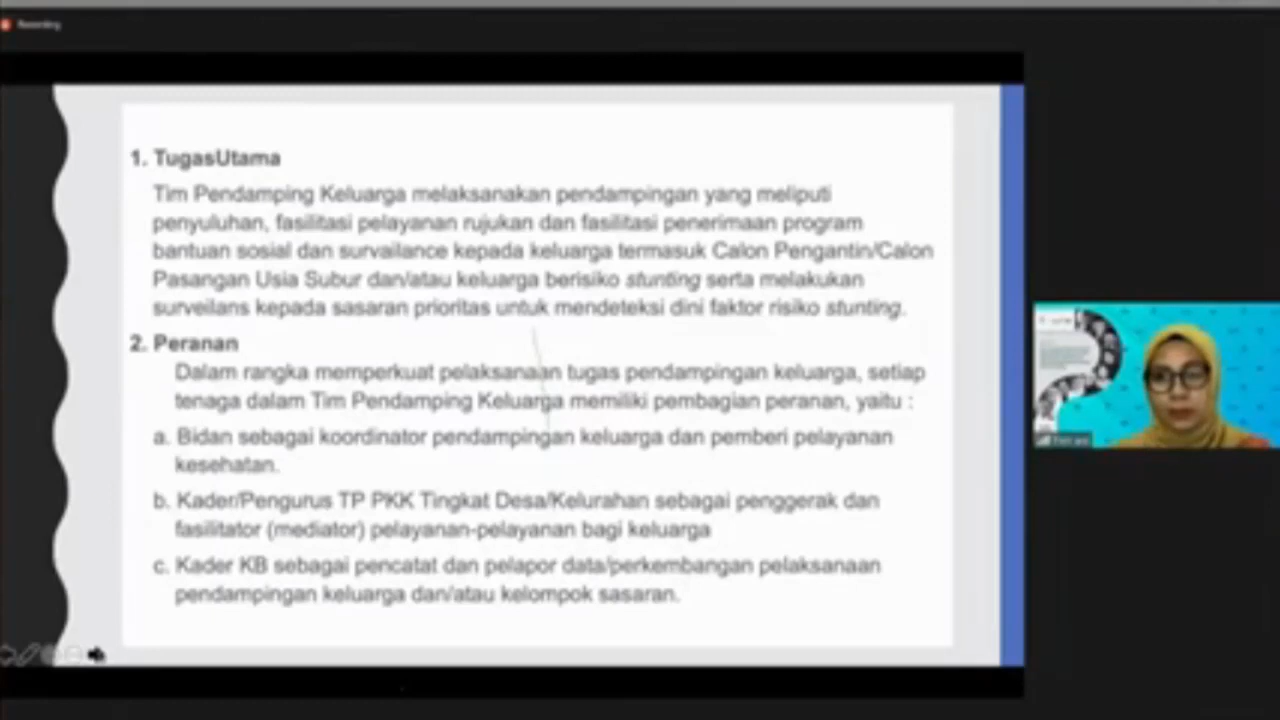 Recording
1. TugasUtama
Tim Pendamping Keluarga melaksanakan pendampingan yang meliputi
penyuluhan, fasilitasi pelayanan rujukan dan fasilitasi penerimaan program
bantuan sosial dan survailance kepada keluarga termasuk Calon Pengantin/Calon
Pasangan Usia Subur dan/atau keluarga berisiko stunting serta melakukan
surveilans kepada sasaran prioritas untuk mendeteksi dini faktor risiko stunting.
2. Peranan
Dalam rangka memperkuat pelaksanaan tugas pendampingan keluarga, setiap
tenaga dalam Tim Pendamping Keluarga memiliki pembagian peranan, yaitu :
a. Bidan sebagai koordinator pendampingan keluarga dan pemberi pelayanan
kesehatan.
b. Kader/Pengurus TP PKK Tingkat Desa/Kelurahan sebagai penggerak dan
fasilitator (mediator) pelayanan-pelayanan bagi keluarga
c. Kader KB sebagai pencatat dan pelapor data/perkembangan pelaksanaan
pendampingan keluarga dan/atau kelompok sasaran.